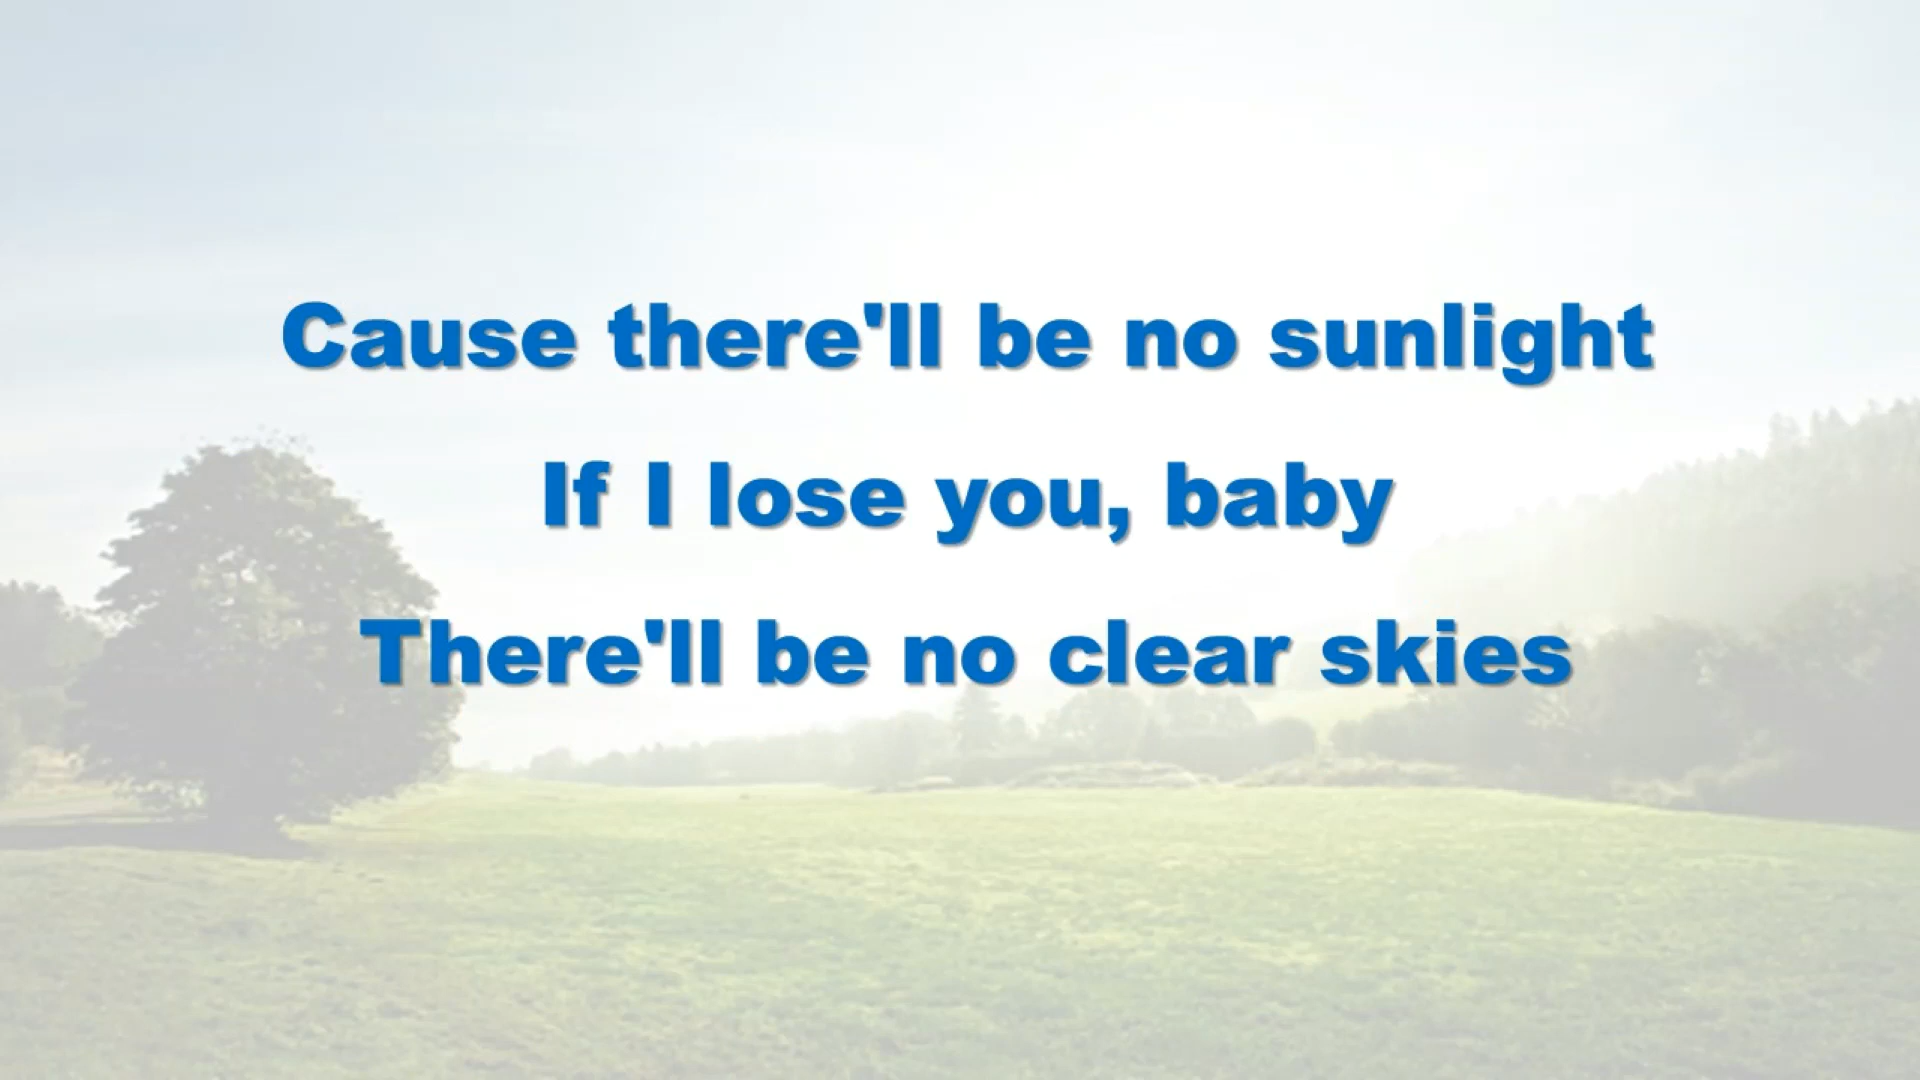 Cause there'll be no sunlight
If I lose you, baby
There'll be no clear skies